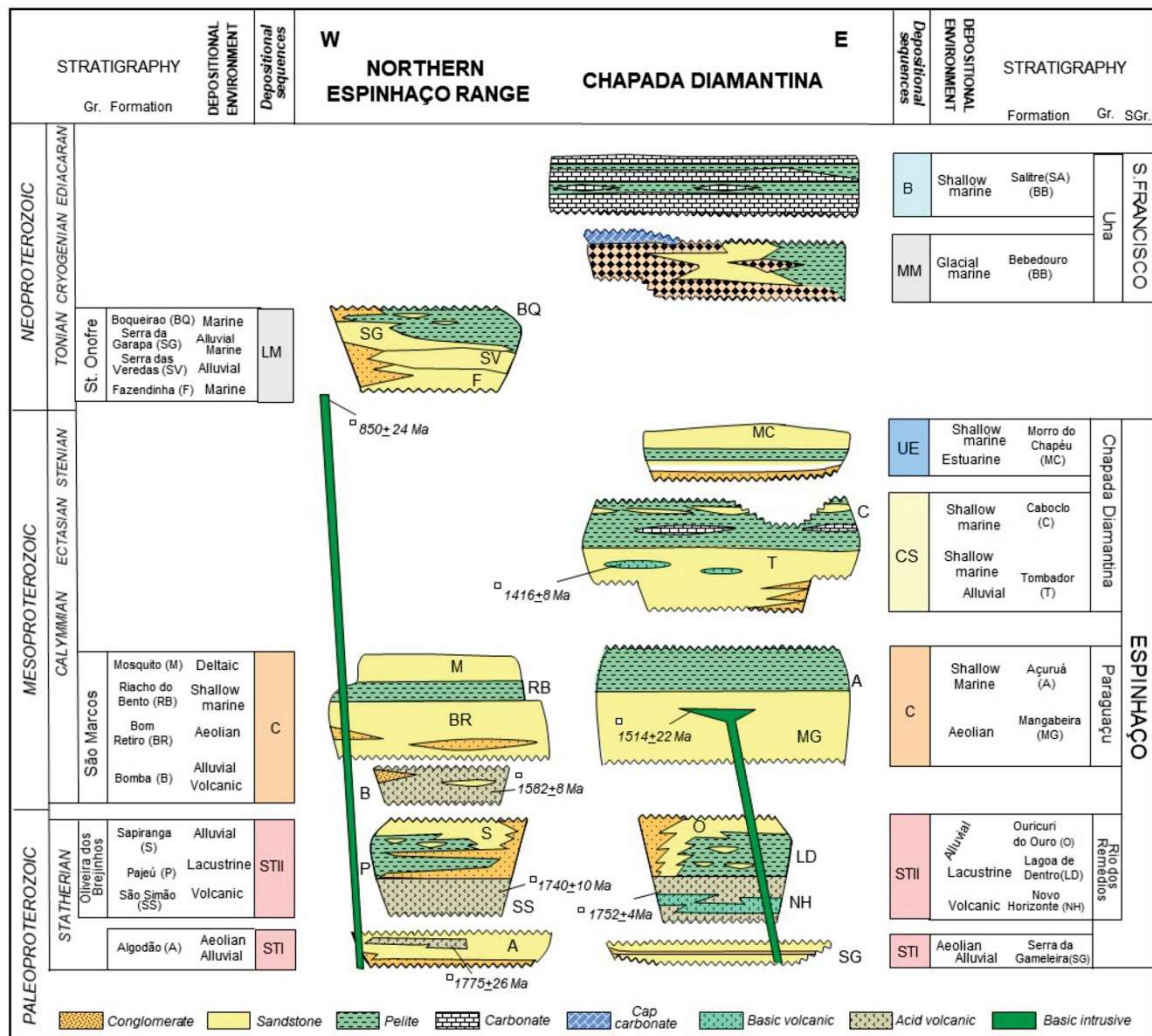 STRATIGRAPHY
Gr. Formation
DEPOSITIONAL
ENVIRONMENT
Depositional
sequences
W
NORTHERN
ESPINHAÇO RANGE
E
CHAPADA DIAMANTINA
Depositional
sequences
DEPOSITIONAL
ENVIRONMENT
STRATIGRAPHY
Formation
Gr. SGr.
NEOPROTEROZOIC
TONIAN CRYOGENIAN EDIACARAN
St. Onofre
Boqueirao (BQ) Marine
Serra da
Garapa (SG)
Alluvial
Marine
Serra das
Veredas (SV)
Alluvial
Fazendinha (F) Marine
LM
BQ
SG
SV
F
850± 24 Ma
B
Shallow
marine
Salitre(SA)
(BB)
MM
Glacial
marine
Bebedouro
(BB)
Una
S.FRANCISCO
MESOPROTEROZOIC
CALYMMIAN ECTASIAN STENIAN
MC
C
T
1416±8 Ma
UE
Shallow
marine
Estuarine
Morro do
Chapéu
(MC)
CS
Shallow
marine
Caboclo
(C)
Shallow
marine
Alluvial
Tombador
(T)
Chapada Diamantina
São Marcos
Mosquito (M) Deltaic
Riacho do
Bento (RB)
Shallow
marine
Bom
Retiro (BR)
Aeolian
Bomba (B)
Alluvial
Volcanic
C
M
RB
BR
B
1582±8 Ma
A
MG
1514±22 Ma
C
Shallow
Marine
Açuruá
(A)
Aeolian
Mangabeira
(MG)
Paraguaçu
ESPINHAÇO
PALEOPROTEROZOIC
STATHERIAN
Oliveira dos
Brejinhos
Sapiranga
(S)
Alluvial
Pajeú (P) Lacustrine
São Simão
(SS)
Volcanic
STII
S
P
SS
1740±10 Ma
O
LD
NH
1752±4Ma
STII
Alluvial
Ouricuri
do Ouro (O)
Lacustrine
Lagoa de
Dentro(LD)
Volcanic
Novo
Horizonte (NH)
Rio dos
Remédios
Algodão (A)
Aeolian
Alluvial
STI
A
1775±26 Ma
SG
STI
Aeolian
Alluvial
Serra da
Gameleira(SG)
Conglomerate
Sandstone
Pelite
Carbonate
Cap
carbonate
Basic volcanic
Acid volcanic
Basic intrusive